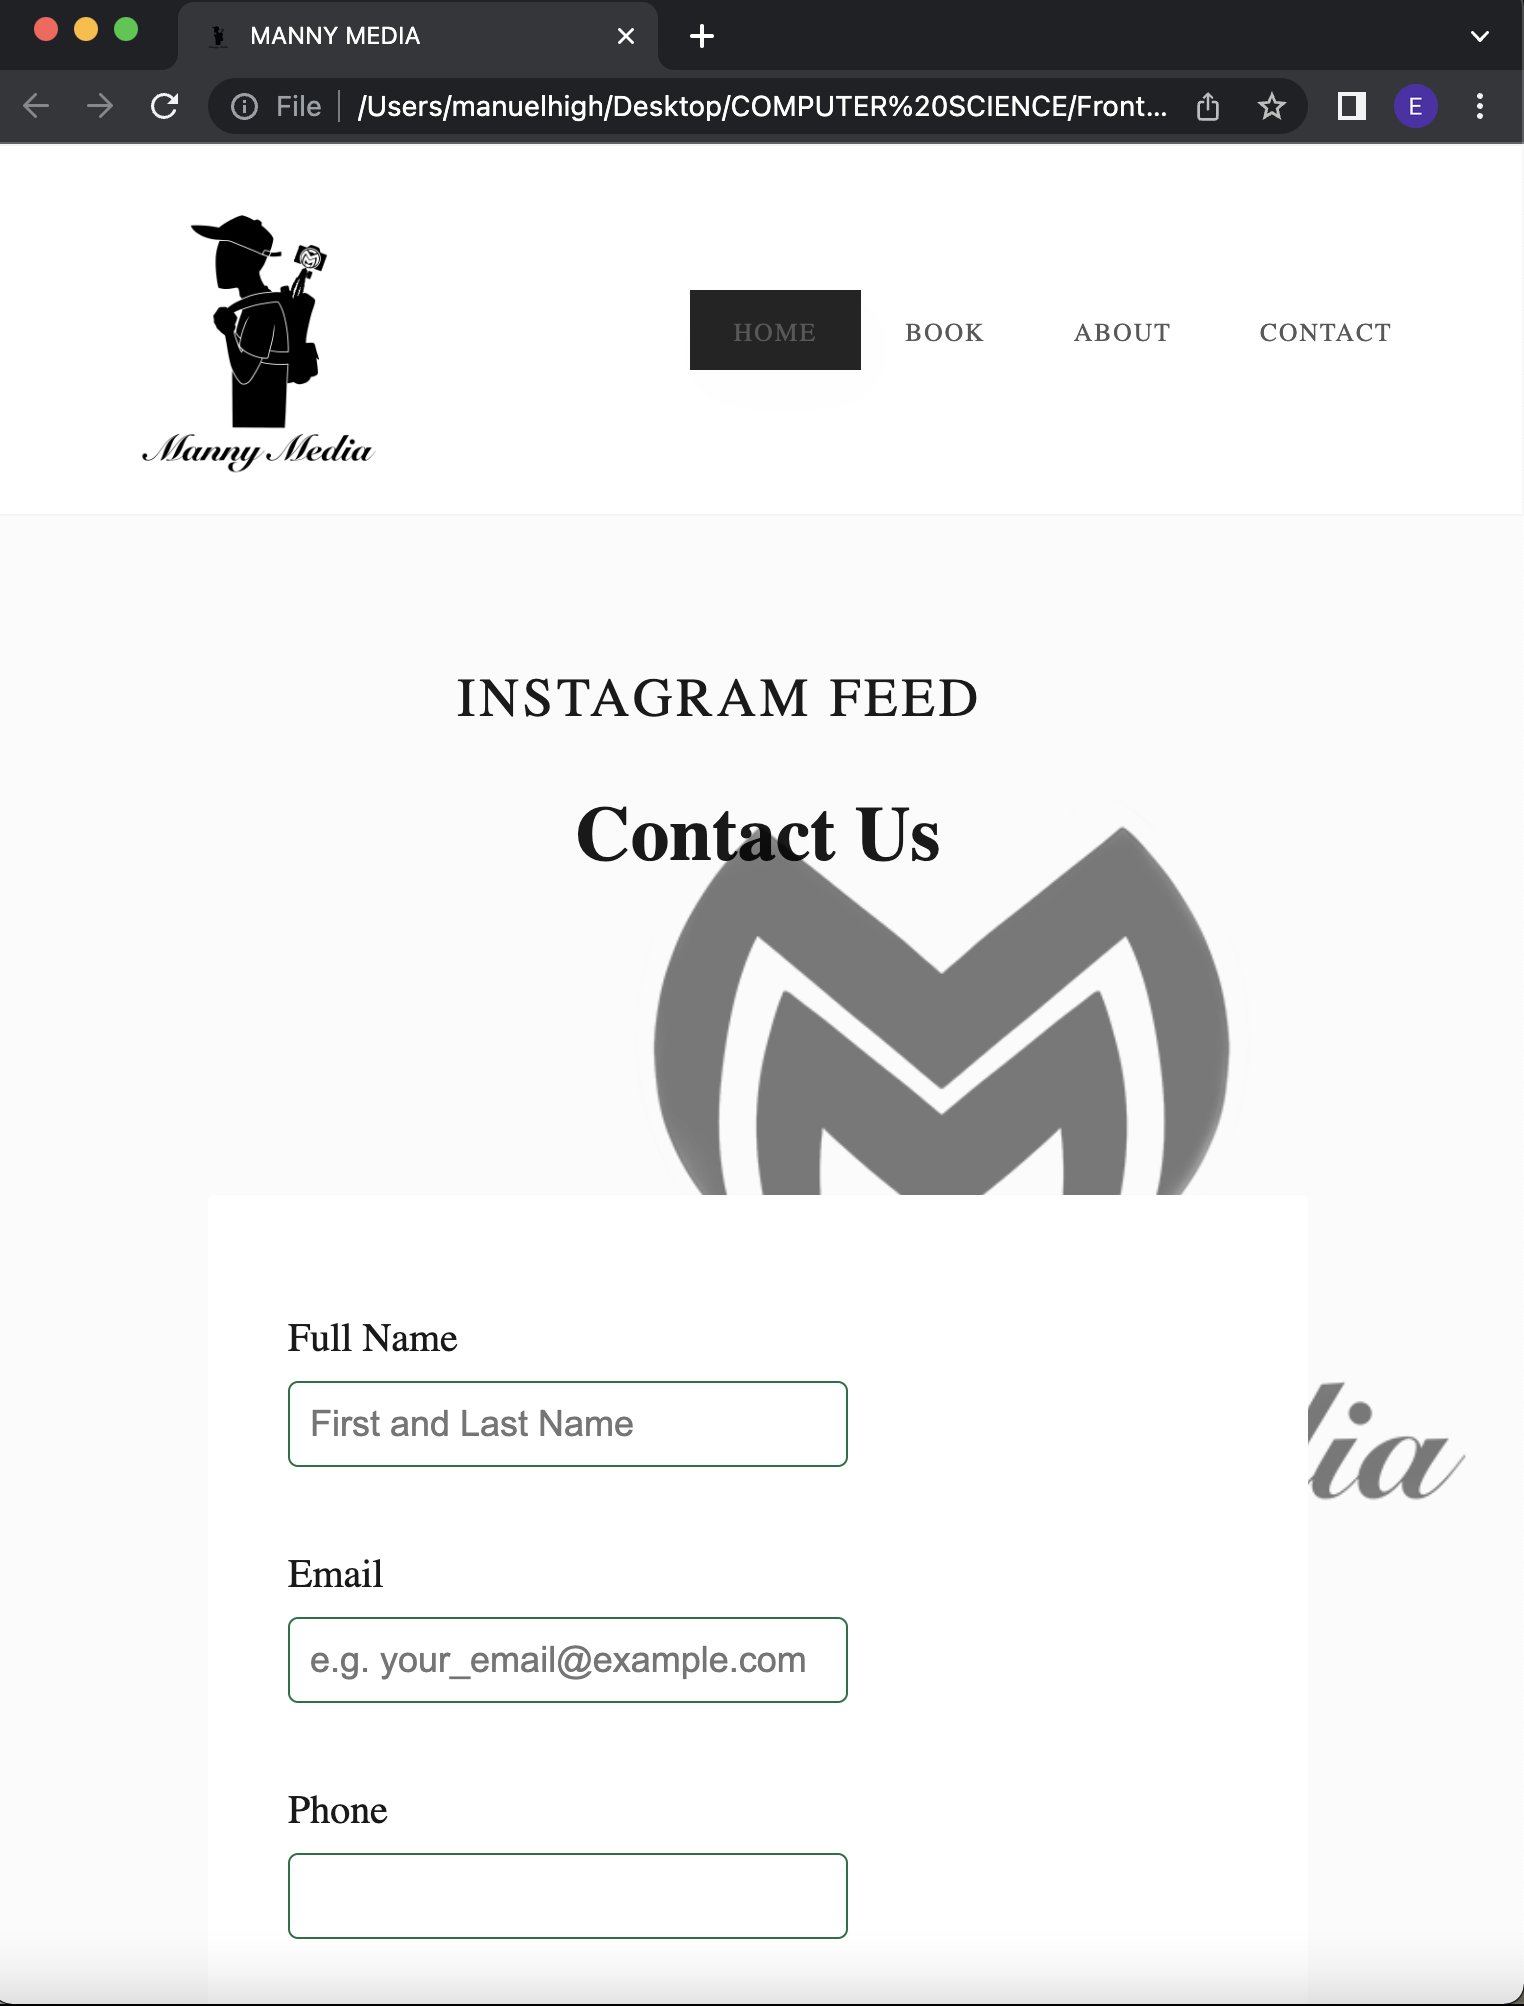 MANNY MEDIA
File /Users/manuelhigh/Desktop/COMPUTER%20SCIENCE/Front...
E
Manny Media
HOME BOOK ABOUT CONTACT
INSTAGRAM FEED
Contact Us
Full Name
First and Last Name
dia
Email
e.g. your_email@example.com
Phone